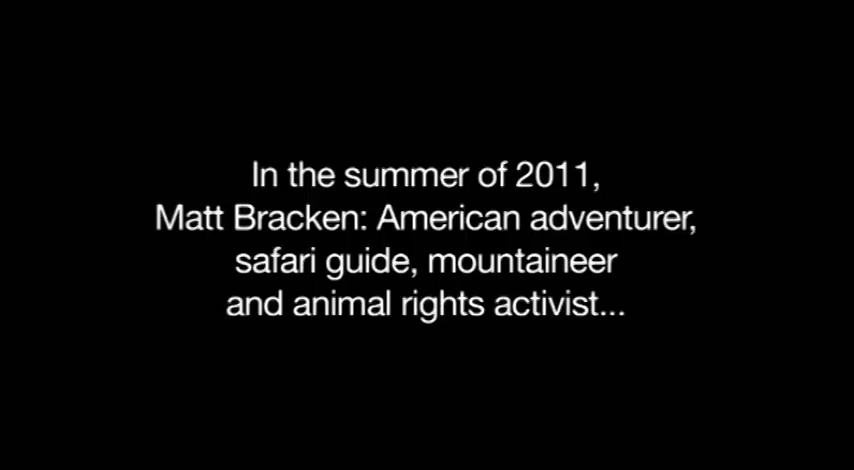 In the summer of 2011,
Matt Bracken: American adventurer,
safari guide, mountaineer
and animal rights activist...